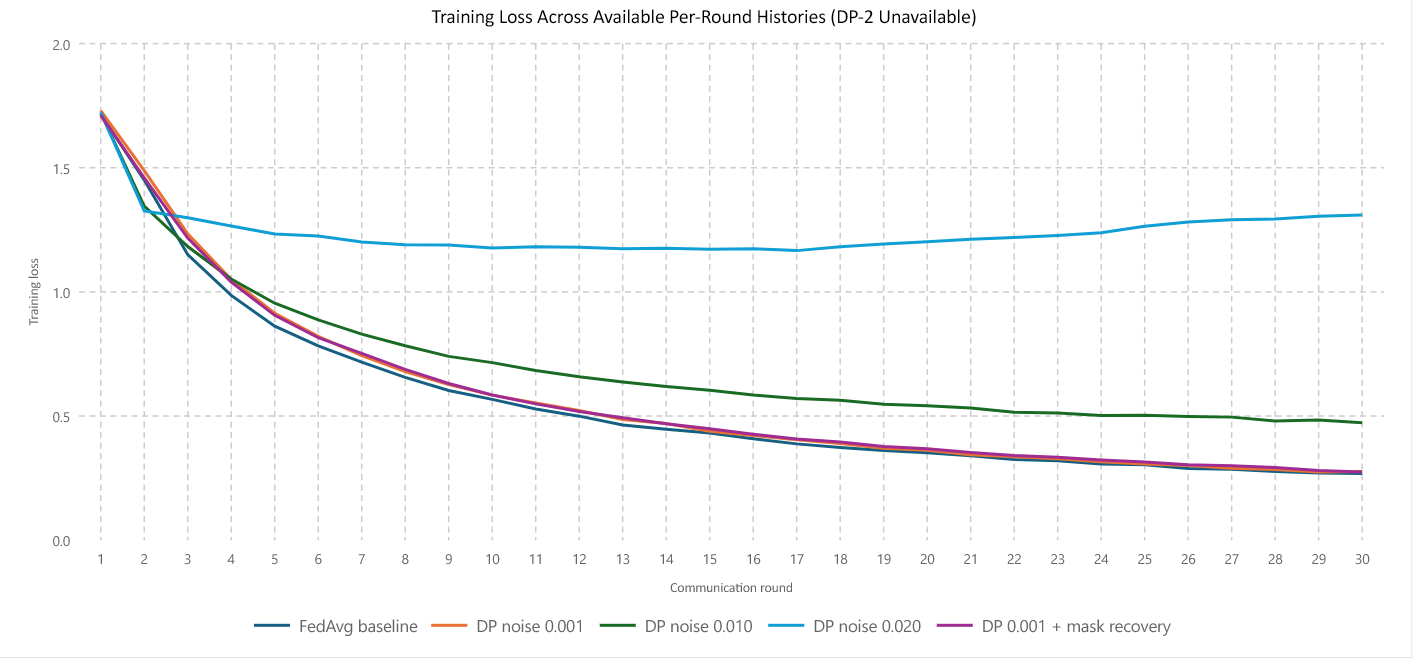 Training Loss Across Available Per-Round Histories (DP-2 Unavailable)
2.0
1.5
1.0
0.5
0.0
Training loss
1 2 3 4 5 6 7 8 9 10 11 12 13 14 15 16 17 18 19 20 21 22 23 24 25 26 27 28 29 30
Communication round
FedAvg baseline DP noise 0.001 DP noise 0.010 DP noise 0.020 DP 0.001 + mask recovery